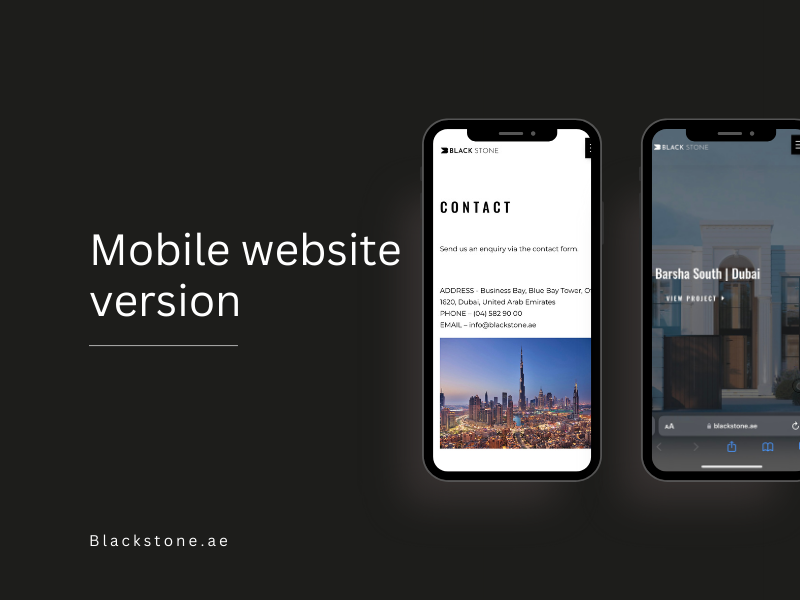 Mobile website
version
Blackstone.ae
BLACK STONE
CONTACT
Send us an enquiry via the contact form.
ADDRESS - Business Bay, Blue Bay Tower,
1620, Dubai, United Arab Emirates
PHONE – (04) 582 90 00
EMAIL – info@blackstone.ae
BLACK STONE
Barsha South | Dubai
VIEW PROJECT
AA blackstone.ae